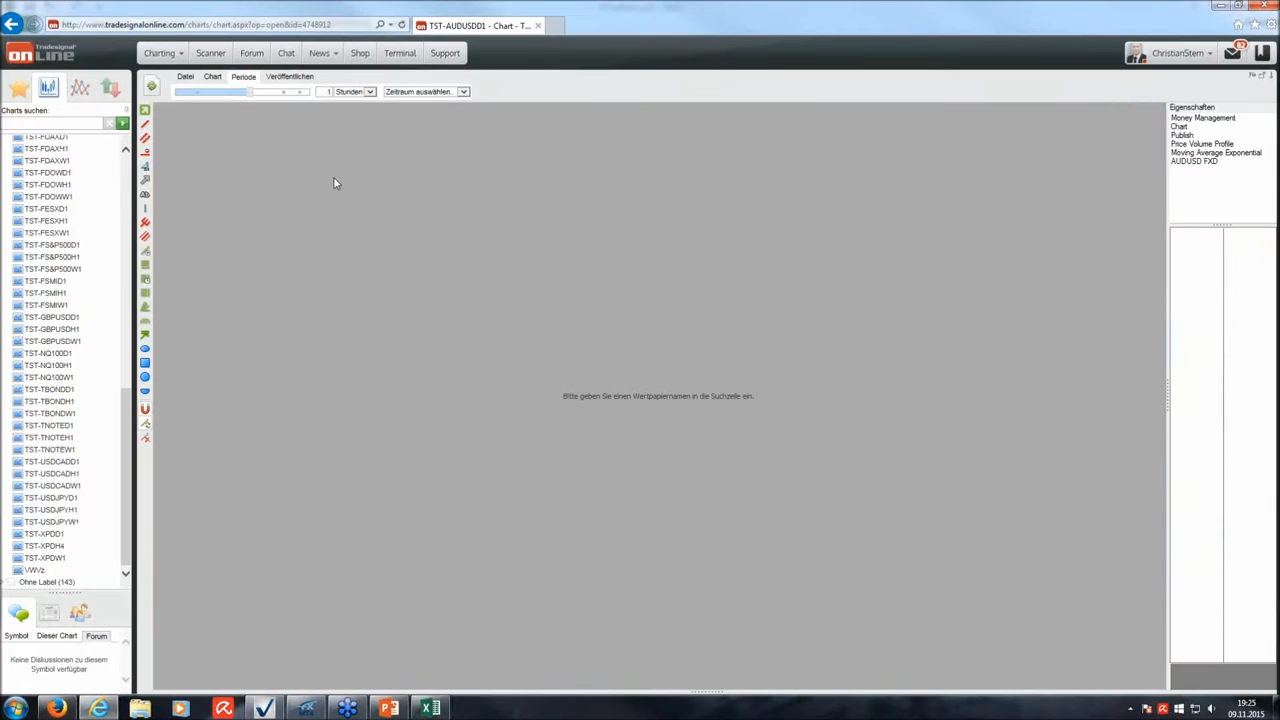 http://www.tradesignalonline.com/charts/chart.aspx?op=open&id=4748912
TST-AUDUSDD1 - Chart - T...
Tradesignal
on LINE
Charting
Scanner
Forum
Chat
News
Shop
Terminal
Support
ChristianStern
82
Datei
Chart
Periode
Veröffentlichen
1
Stunden
Zeitraum auswählen.
Charts suchen:
TST-FDAXD1
TST-FDAXH1
TST-FDAXW1
TST-FDOWD1
TST-FDOWH1
TST-FDOWW1
TST-FESXD1
TST-FESXH1
TST-FESXW1
TST-FS&P500D1
TST-FS&P500H1
TST-FS&P500W1
TST-FSMID1
TST-FSMIH1
TST-FSMIW1
TST-GBPUSDD1
TST-GBPUSDH1
TST-GBPUSDW1
TST-NQ100D1
TST-NQ100H1
TST-NQ100W1
TST-TBONDD1
TST-TBONDH1
TST-TBONDW1
TST-TNOTED1
TST-TNOTEH1
TST-TNOTEW1
TST-USDCADD1
TST-USDCADH1
TST-USDCADW1
TST-USDJPYD1
TST-USDJPYH1
TST-USDJPYW1
TST-XPDD1
TST-XPDH4
TST-XPDW1
VWVz
Ohne Label (143)
Symbol
Dieser Chart
Forum
Keine Diskussionen zu diesem
Symbol verfügbar
Bitte geben Sie einen Wertpapiernamen in die Suchzeile ein.
Eigenschaften
Money Management
Chart
Publish
Price Volume Profile
Moving Average Exponential
AUDUSD FXD
19:25
09.11.2015